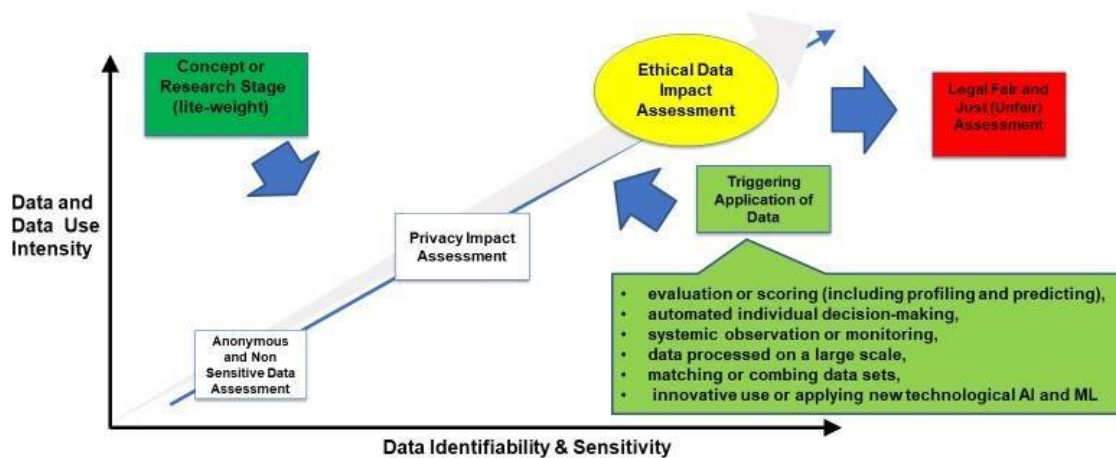 Concept or
Research Stage
(lite-weight)
Ethical Data
Impact
Assessment
Legal Fair and
Just (Unfair)
Assessment
Data and
Data Use
Intensity
Privacy Impact
Assessment
Triggering
Application of
Data
• evaluation or scoring (including profiling and predicting),
• automated individual decision-making,
• systemic observation or monitoring,
• data processed on a large scale,
• matching or combing data sets,
• innovative use or applying new technological AI and ML
Anonymous
and Non
Sensitive Data
Assessment
Data Identifiability & Sensitivity